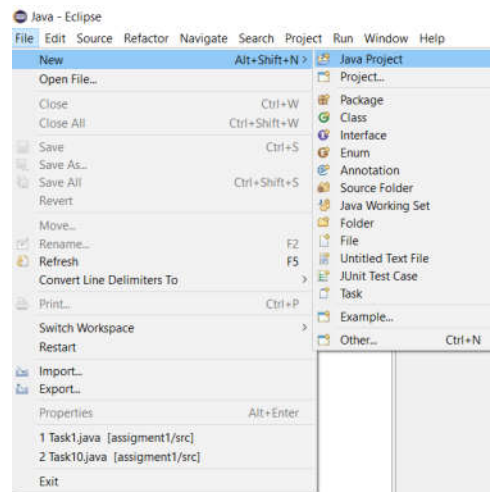 Java - Eclipse
File Edit Source Refactor Navigate Search Project Run Window Help
New Alt+Shift+N >
Open File...
Close Ctrl+W
Close All Ctrl+Shift+W
Save Ctrl+S
Save As...
Save All Ctrl+Shift+S
Revert
Move...
Rename... F2
Refresh F5
Convert Line Delimiters To >
Print... Ctrl+P
Switch Workspace >
Restart
Import...
Export...
Properties Alt+Enter
1 Task1.java [assigment1/src]
2 Task10.java [assigment1/src]
Exit
Java Project
Project...
Package
Class
Interface
Enum
Annotation
Source Folder
Java Working Set
Folder
File
Untitled Text File
JUnit Test Case
Task
Example...
Other... Ctrl+N